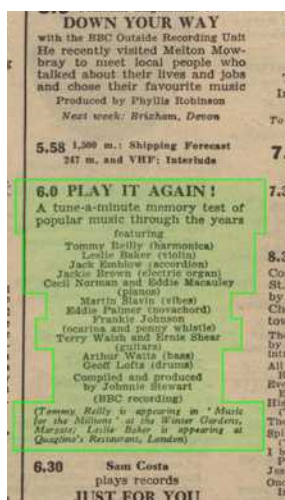 DOWN YOUR WAY
with the BBC Outside Recording Unit
He recently visited Melton Mow-
bray to meet local people who
talked about their lives and jobs
and chose their favourite music
Produced by Phyllis Robinson
Next week: Brixham, Devon
5.58 1,500 m.: Shipping Forecast
247 m. and VHF: Interlude
6.0 PLAY IT AGAIN!
A tune-a-minute memory test of
popular music through the years
featuring
Tommy Reilly (harmonica)
Leslie Baker (violin)
Jack Emblow (accordion)
Jackie Brown (electric organ)
Cecil Norman and Eddie Macauley
(pianos)
Martin Slavin (vibes)
Eddie Palmer (novachord)
Frankie Johnson
(ocarina and penny whistle)
Terry Walsh and Ernie Shear
(guitars)
Arthur Watts (bass)
Geoff Lofts (drums)
Compiled and produced
by Johnnie Stewart
(BBC recording)
(Tommy Reilly is appearing in 'Music
for the Millions' at the Winter Gardens,
Margate; Leslie Baker is appearing at
Quaglino's Restaurant, London)
6.30 Sam Costa
plays records
JUST FOR YOU